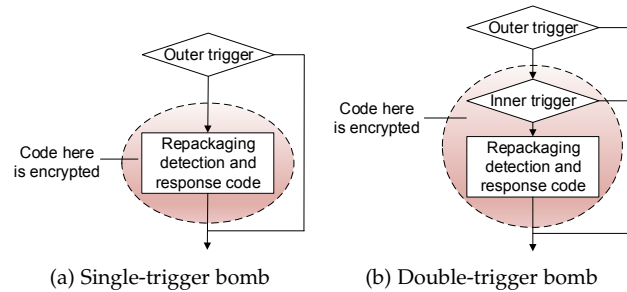 Outer trigger
Code here
is encrypted
Repackaging
detection and
response code
(a) Single-trigger bomb
Outer trigger
Code here
is encrypted
Inner trigger
Repackaging
detection and
response code
(b) Double-trigger bomb